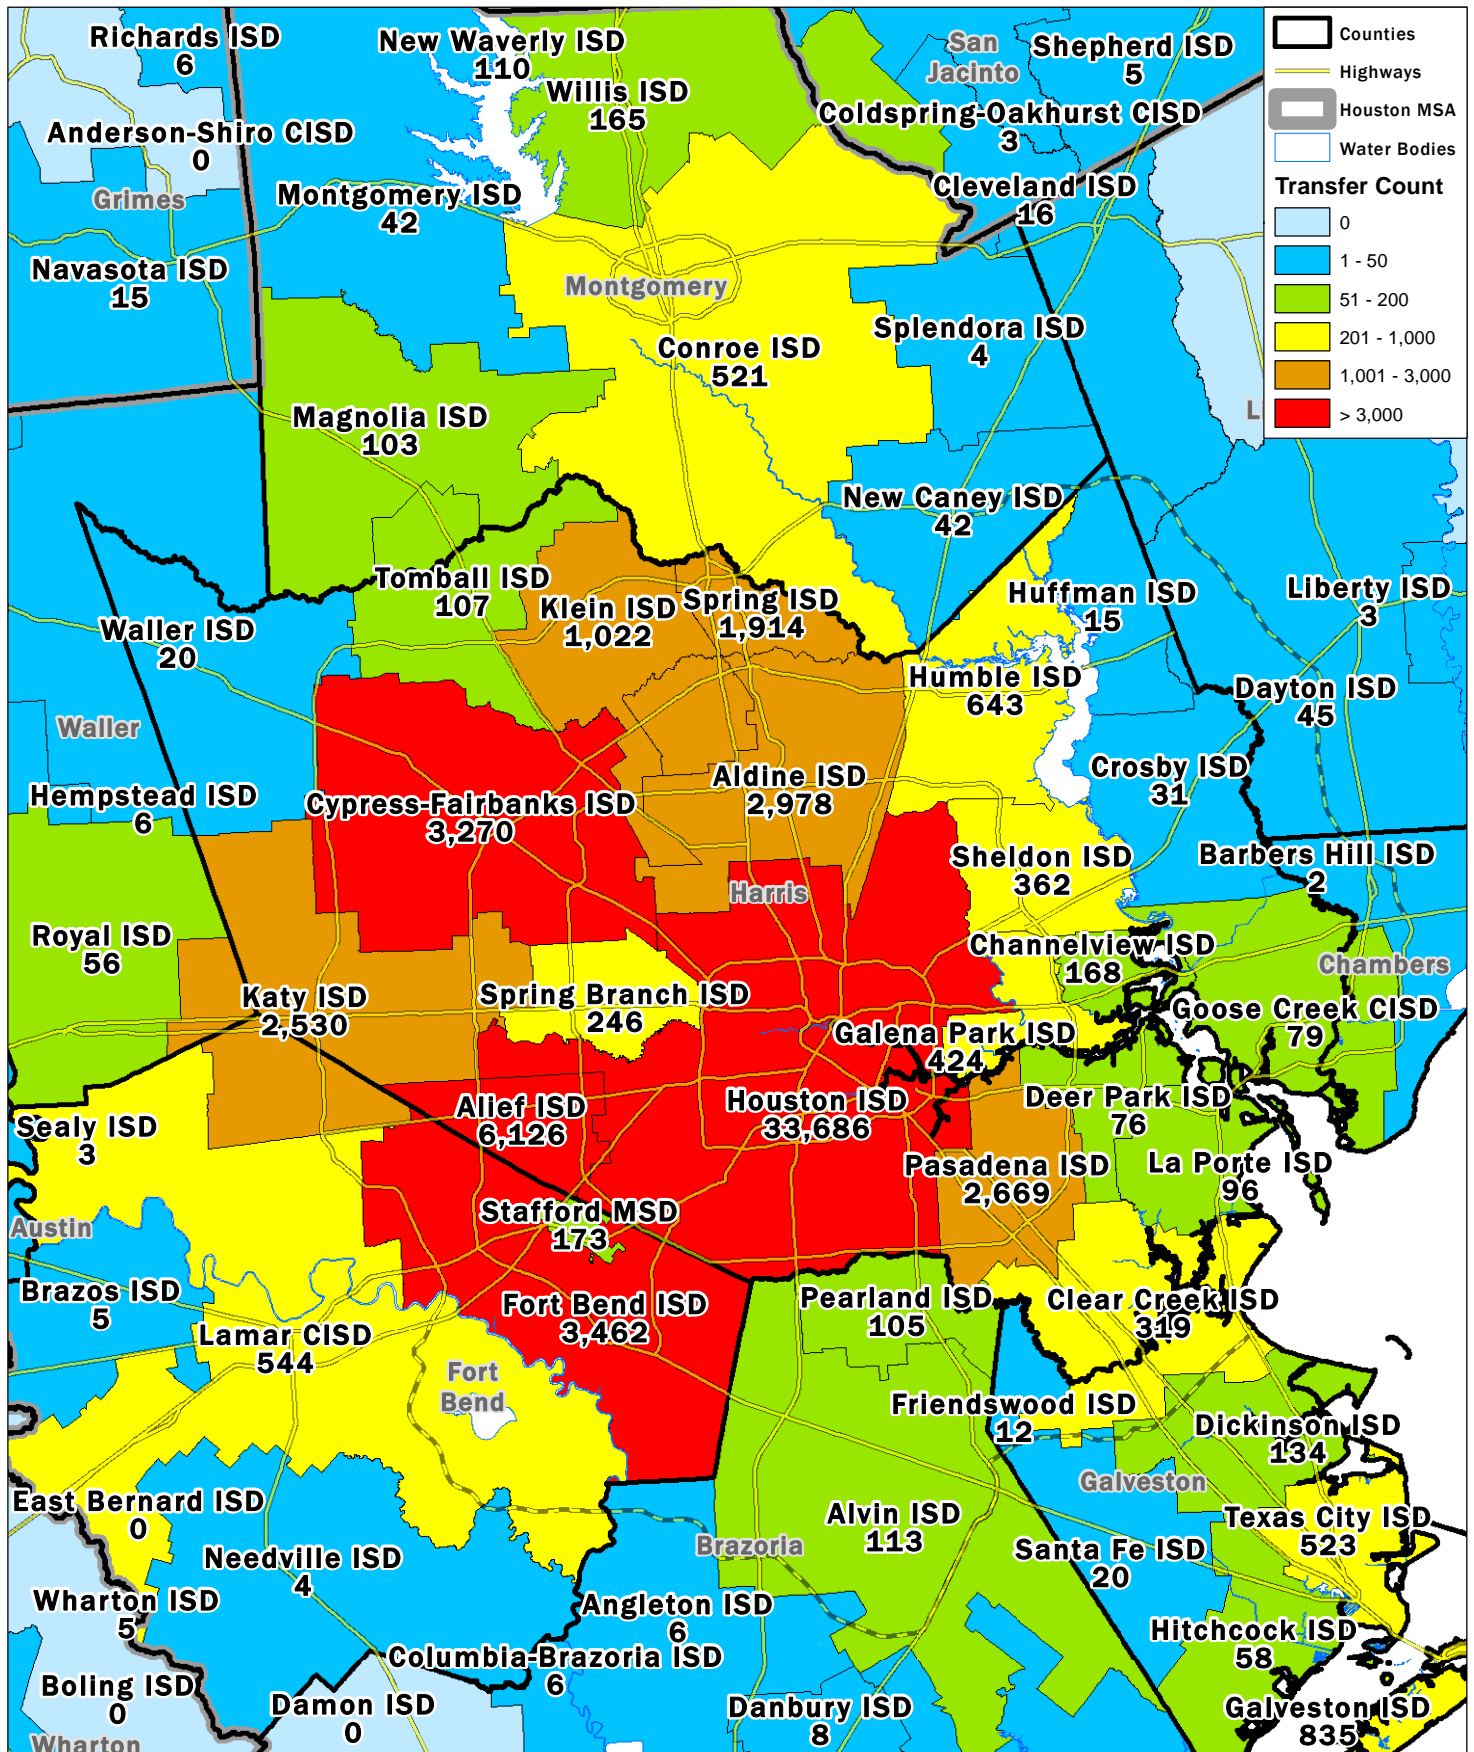 Richards ISD
6
New Waverly ISD
110
Willis ISD
165
San
Jacinto
Shepherd ISD
5
Coldspring-Oakhurst CISD
3
Anderson-Shiro CISD
0
Grimes
Montgomery ISD
42
Cleveland ISD
16
Navasota ISD
15
Montgomery
Conroe ISD
521
Splendora ISD
4
Magnolia ISD
103
New Caney ISD
42
Tomball ISD
107
Klein ISD
1,022
Spring ISD
1,914
Huffman ISD
15
Liberty ISD
3
Waller ISD
20
Humble ISD
643
Dayton ISD
45
Waller
Hempstead ISD
6
Cypress-Fairbanks ISD
3,270
Aldine ISD
2,978
Crosby ISD
31
Sheldon ISD
362
Barbers Hill ISD
2
Harris
Royal ISD
56
Channelview ISD
168
Chambers
Katy ISD
2,530
Spring Branch ISD
246
Goose Creek CISD
79
Galena Park ISD
424
Alief ISD
6,126
Houston ISD
33,686
Deer Park ISD
76
Sealy ISD
3
Pasadena ISD
2,669
La Porte ISD
96
Austin
Stafford MSD
173
Brazos ISD
5
Fort Bend ISD
3,462
Pearland ISD
105
Clear Creek ISD
319
Lamar CISD
544
Fort
Bend
Friendswood ISD
12
Dickinson ISD
134
Galveston
East Bernard ISD
0
Alvin ISD
113
Texas City ISD
523
Brazoria
Needville ISD
4
Santa Fe ISD
20
Wharton ISD
5
Angleton ISD
6
Hitchcock ISD
58
Columbia-Brazoria ISD
6
Boling ISD
0
Damon ISD
0
Danbury ISD
8
Galveston ISD
835
Wharton
Counties
Highways
Houston MSA
Water Bodies
Transfer Count
0
1 - 50
51 - 200
201 - 1,000
1,001 - 3,000
> 3,000